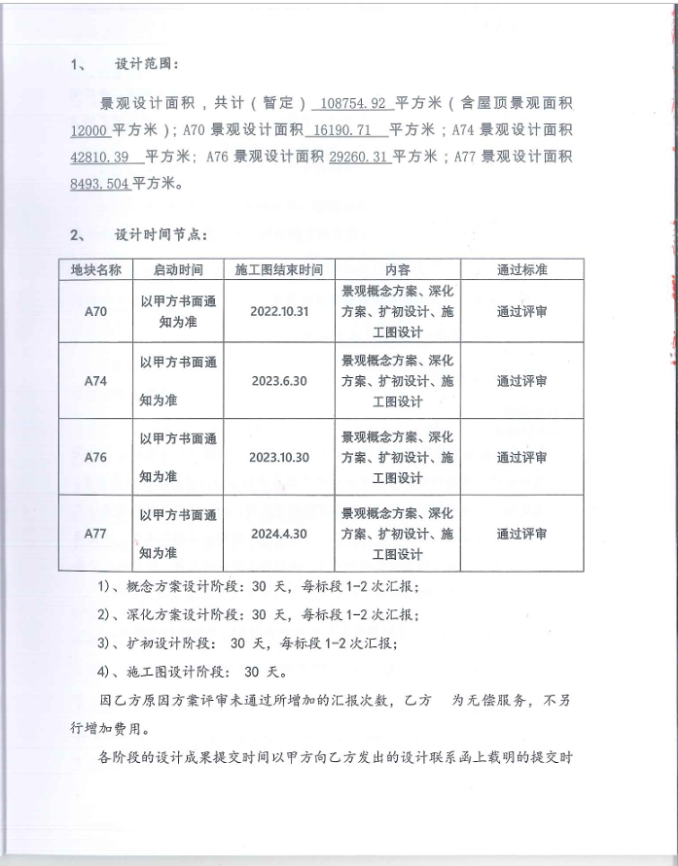 1、 设计范围：
景观设计面积，共计（暂定）108754.92 平方米（含屋顶景观面积
12000 平方米）；A70 景观设计面积 16190.71 平方米；A74 景观设计面积
42810.39 平方米；A76 景观设计面积 29260.31 平方米；A77 景观设计面积
8493.504 平方米。
2、 设计时间节点：
地块名称 启动时间 施工图结束时间 内容 通过标准
A70 以甲方书面通 知为准 2022.10.31 景观概念方案、深化 方案、扩初设计、施 工图设计 通过评审
A74 以甲方书面通 知为准 2023.6.30 景观概念方案、深化 方案、扩初设计、施 工图设计 通过评审
A76 以甲方书面通 知为准 2023.10.30 景观概念方案、深化 方案、扩初设计、施 工图设计 通过评审
A77 以甲方书面通 知为准 2024.4.30 景观概念方案、深化 方案、扩初设计、施 工图设计 通过评审
1）、概念方案设计阶段：30 天，每标段 1-2 次汇报；
2）、深化方案设计阶段：30 天，每标段 1-2 次汇报；
3）、扩初设计阶段： 30 天，每标段 1-2 次汇报；
4）、施工图设计阶段： 30 天。
因乙方原因方案评审未通过所增加的汇报次数，乙方 为无偿服务，不另
行增加费用。
各阶段的设计成果提交时间以甲方向乙方发出的设计联系函上载明的提交时